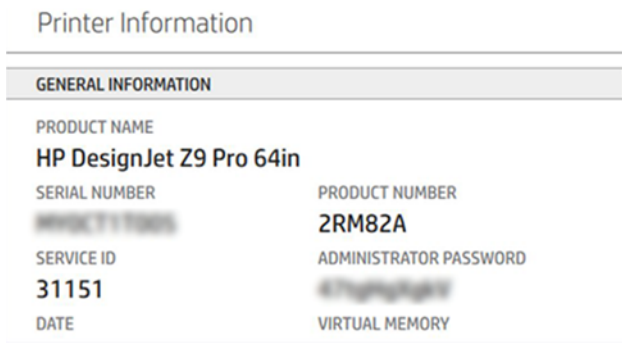 Printer Information
GENERAL INFORMATION
PRODUCT NAME
HP DesignJet Z9 Pro 64in
SERIAL NUMBER PRODUCT NUMBER
2RM82A
SERVICE ID ADMINISTRATOR PASSWORD
31151
DATE VIRTUAL MEMORY